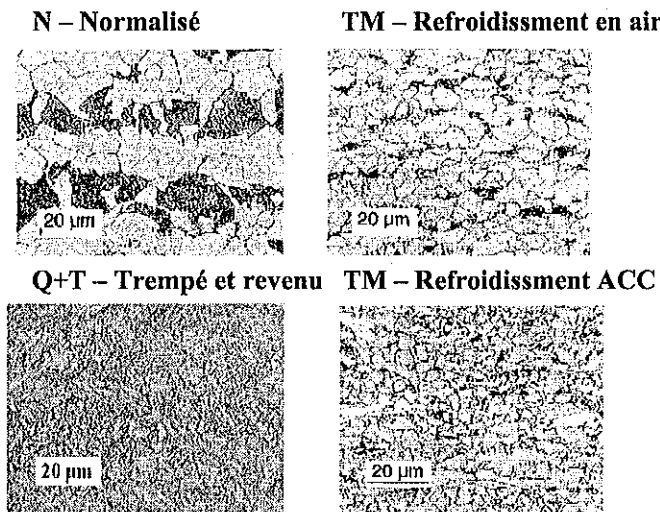 N – Normalisé
TM – Refroidissment en air
20 µm
20 µm
Q+T – Trempé et revenu
TM – Refroidissment ACC
20 µm
20 µm